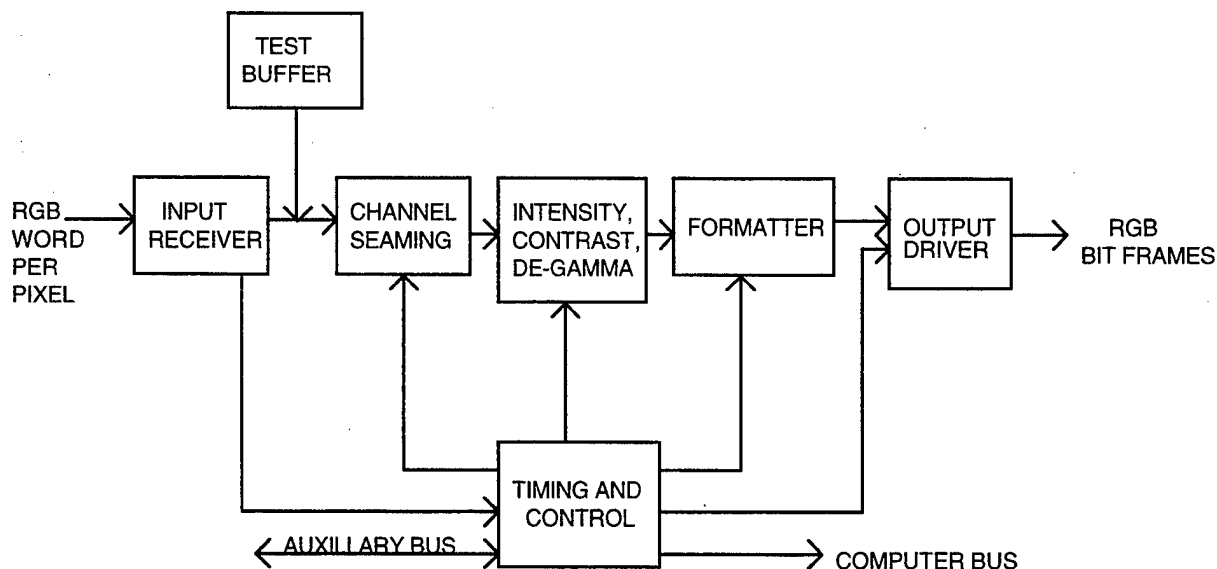 TEST
BUFFER
RGB
WORD
PER
PIXEL
INPUT
RECEIVER
CHANNEL
SEAMING
INTENSITY,
CONTRAST,
DE-GAMMA
FORMATTER
OUTPUT
DRIVER
RGB
BIT FRAMES
TIMING AND
CONTROL
AUXILLARY BUS
COMPUTER BUS